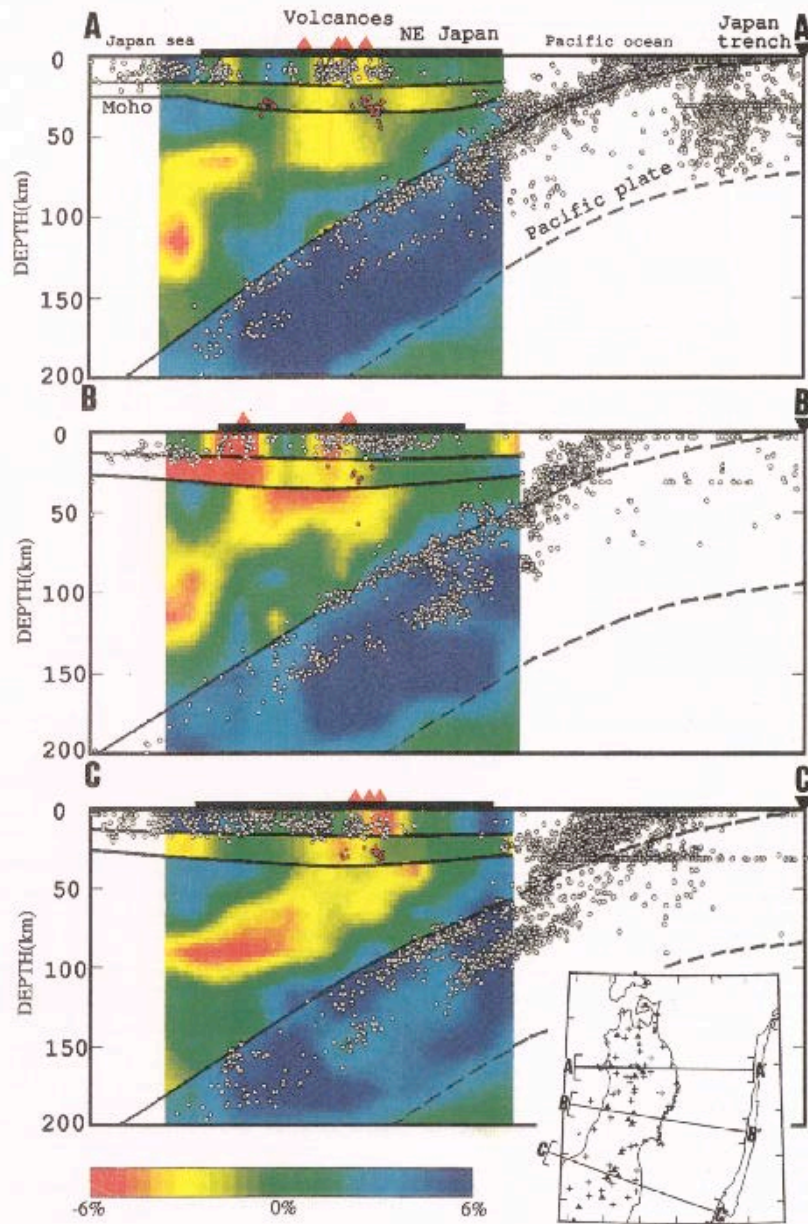 Volcanoes
A Japan sea NE Japan Pacific ocean Japan trench A
0
Moho
50
100
150
200
DEPTH(km)
Pacific plate
B B
0
50
100
150
200
DEPTH(km)
C C
0
50
100
150
200
DEPTH(km)
A A'
B B'
C C'
-6% 0% 6%